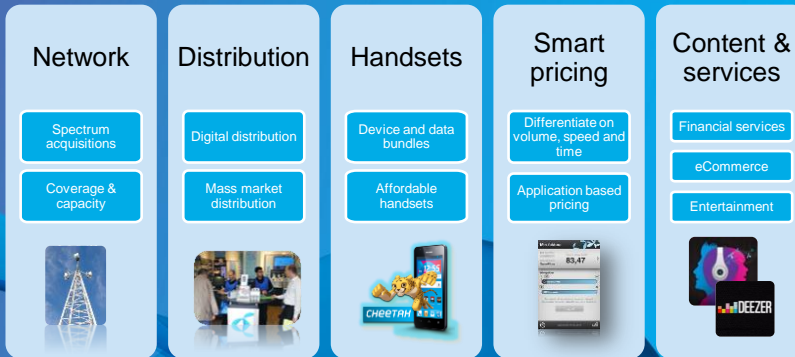 Network
Spectrum
acquisitions
Coverage &
capacity
Distribution
Digital distribution
Mass market
distribution
Handsets
Device and data
bundles
Affordable
handsets
CHEETAH
Smart
pricing
Differentiate on
volume, speed and
time
Application based
pricing
83,47
Content &
services
Financial services
eCommerce
Entertainment
DEEZER